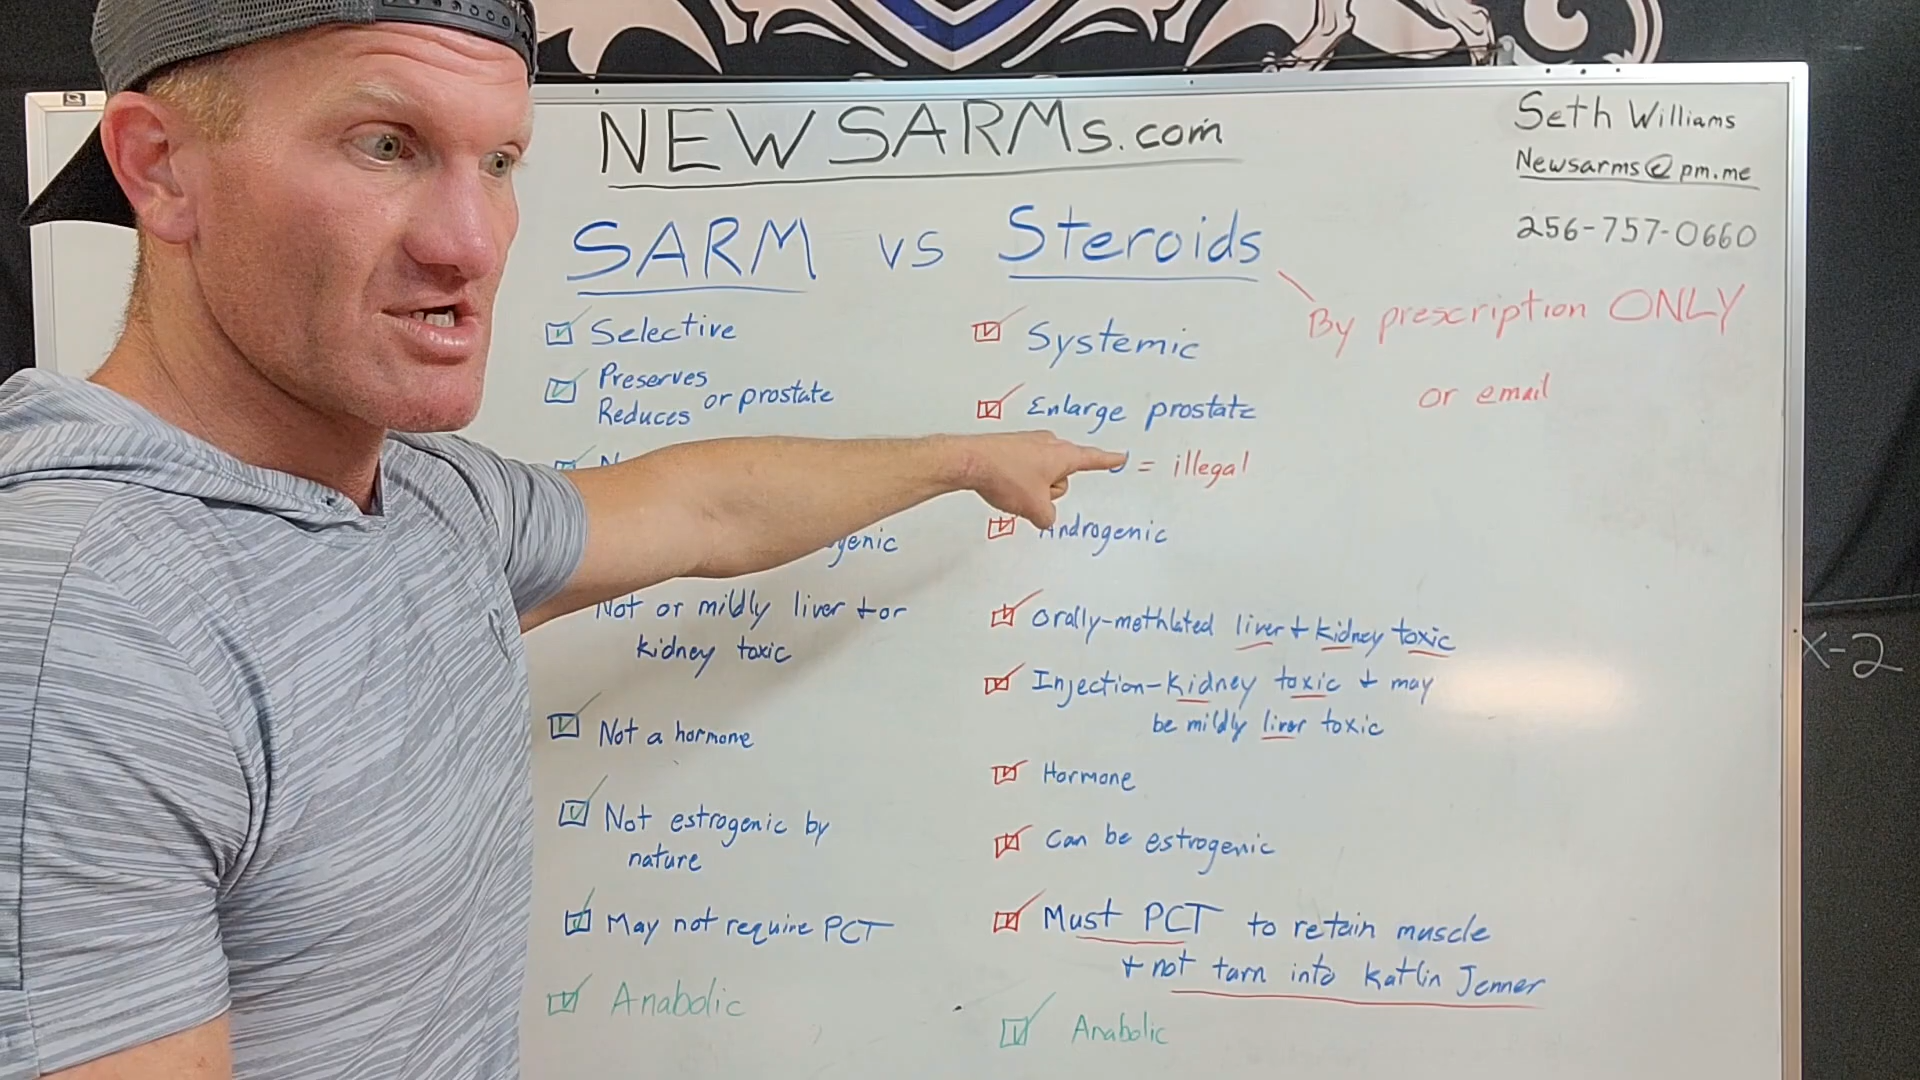 NEWSARMs.com
Seth Williams
Newsarms@pm.me
256-757-0660
SARM vs Steroids
By prescription ONLY
or email
Selective
Preserves
Reduces or prostate
N
genic
Not or mildly liver + or
kidney toxic
Not a hormone
Not estrogenic by
nature
May not require PCT
Anabolic
Systemic
Enlarge prostate
= illegal
Androgenic
Orally-methlated liver + kidney toxic
Injection-kidney toxic + may
be mildly liver toxic
Hormone
Can be estrogenic
Must PCT to retain muscle
+ not turn into Katlin Jenner
Anabolic
X-2